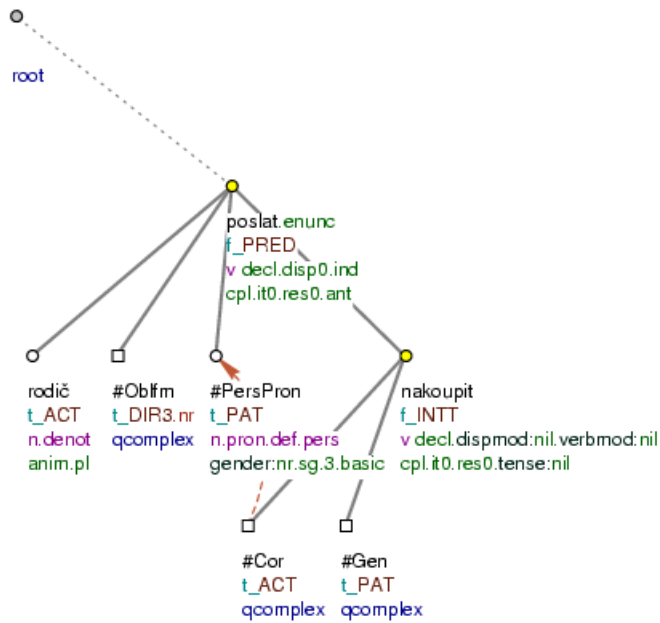 root
poslat.enunc
f_PRED
v decl.disp0.ind
cpl.it0.res0.ant
rodič
t_ACT
n.denot
anim.pl
#Oblfm
t_DIR3.nr
qcomplex
#PersPron
t_PAT
n.pron.def.pers
gender:nr.sg.3.basic
nakoupit
f_INTT
v decl.dispmod:nil.verbmod:nil
cpl.it0.res0.tense:nil
#Cor
t_ACT
qcomplex
#Gen
t_PAT
qcomplex